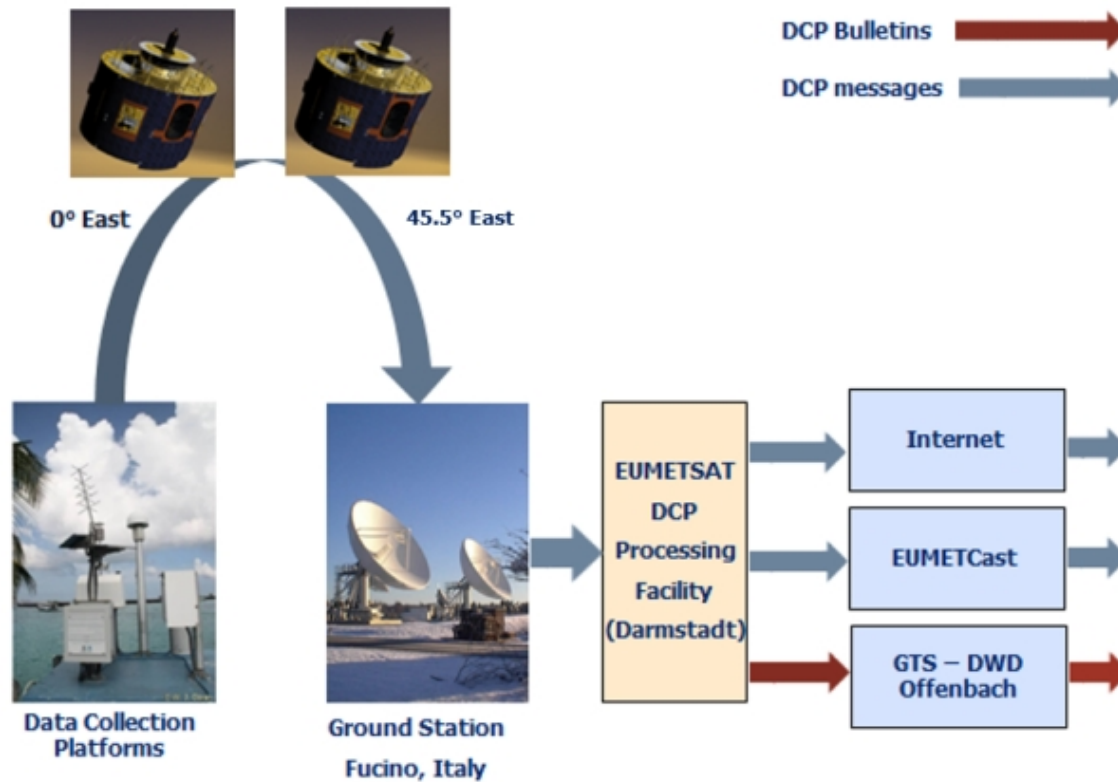 DCP Bulletins
DCP messages
0° East
45.5° East
EUMETSAT
DCP
Processing
Facility
(Darmstadt)
Internet
EUMETCast
GTS – DWD
Offenbach
Data Collection
Platforms
Ground Station
Fucino, Italy